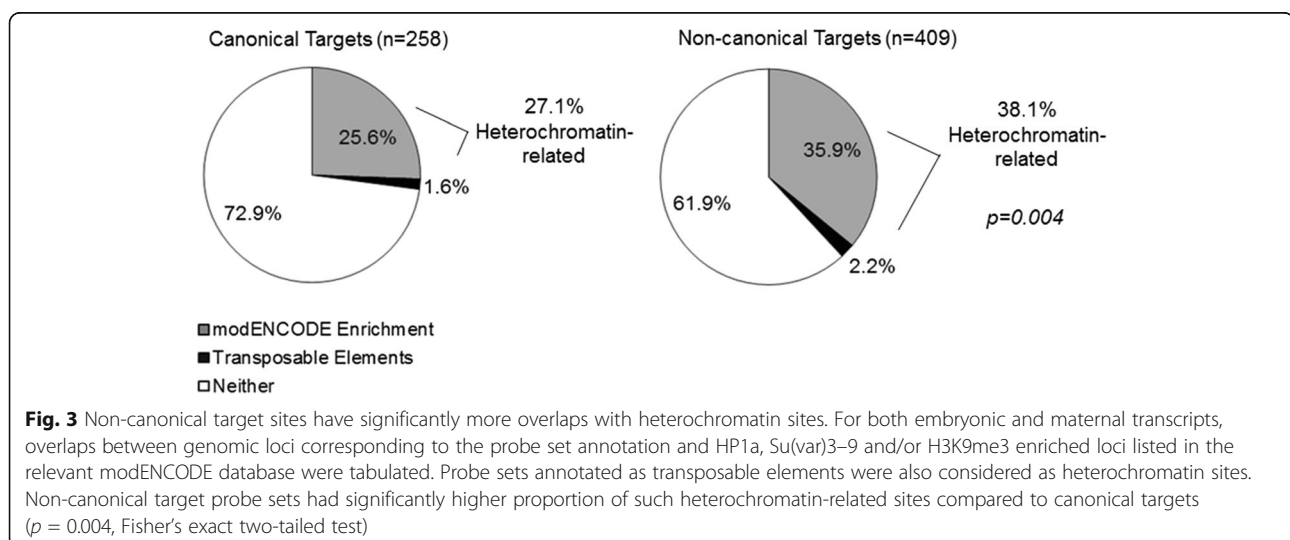 Canonical Targets (n=258)
25.6%
1.6%
72.9%
27.1%
Heterochromatin-
related
Non-canonical Targets (n=409)
35.9%
61.9%
2.2%
38.1%
Heterochromatin-
related
p=0.004
modENCODE Enrichment
Transposable Elements
Neither
Fig. 3 Non-canonical target sites have significantly more overlaps with heterochromatin sites. For both embryonic and maternal transcripts,
overlaps between genomic loci corresponding to the probe set annotation and HP1a, Su(var)3–9 and/or H3K9me3 enriched loci listed in the
relevant modENCODE database were tabulated. Probe sets annotated as transposable elements were also considered as heterochromatin sites.
Non-canonical target probe sets had significantly higher proportion of such heterochromatin-related sites compared to canonical targets
(p = 0.004, Fisher's exact two-tailed test)